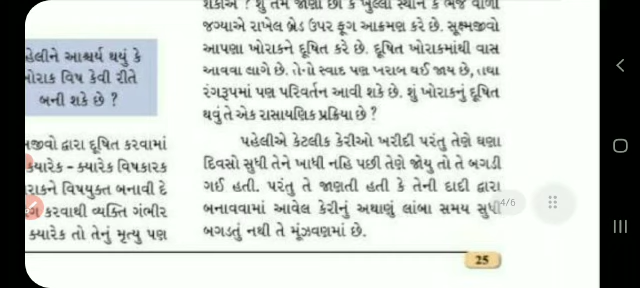 શકીએ ? શું તમે જાણો છો કે ખુલ્લા સ્થાન કે ભેજ વાળી
જગ્યાએ રાખેલ બ્રેડ ઉપર ફૂગ આક્રમણ કરે છે. સૂક્ષ્મજીવો
આપણા ખોરાકને દૂષિત કરે છે. દૂષિત ખોરાકમાંથી વાસ
આવવા લાગે છે. તેનો સ્વાદ પણ ખરાબ થઈ જાય છે, તથા
રંગરૂપમાં પણ પરિવર્તન આવી શકે છે. શું ખોરાકનું દૂષિત
થવું તે એક રાસાયણિક પ્રક્રિયા છે ?
પહેલીએ કેટલીક કેરીઓ ખરીદી પરંતુ તેણે ઘણા
દિવસો સુધી તેને ખાધી નહિ પછી તેણે જોયુ તો તે બગડી
ગઈ હતી. પરંતુ તે જાણતી હતી કે તેની દાદી દ્વારા
બનાવવામાં આવેલ કેરીનું અથાણું લાંબા સમય સુધી
બગડતું નથી તે મૂંઝવણમાં છે.
હેલીને આશ્ચર્ય થયું કે
ખોરાક વિષ કેવી રીતે
બની શકે છે ?
મજીવો દ્વારા દૂષિત કરવામાં
ક્યારેક - ક્યારેક વિષકારક
રાકને વિષયુક્ત બનાવી દે
કરવાથી વ્યક્તિ ગંભીર
ક્યારેક તો તેનું મૃત્યુ પણ
4/6
25